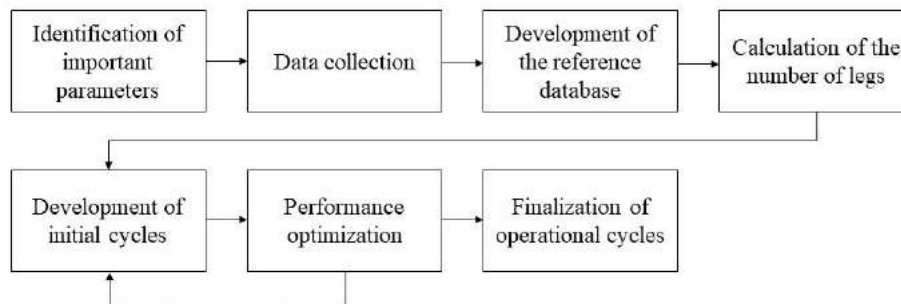 Identification of
important
parameters
Data collection
Development of
the reference
database
Calculation of the
number of legs
Development of
initial cycles
Performance
optimization
Finalization of
operational cycles